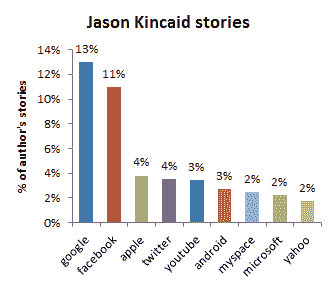 Jason Kincaid stories
% of author's stories
14%
12%
10%
8%
6%
4%
2%
0%
13%
11%
4%
4%
3%
3%
2%
2%
2%
google
facebook
apple
twitter
youtube
android
myspace
microsoft
yahoo